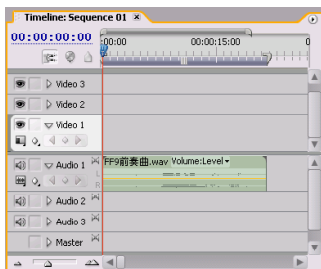 Timeline: Sequence 01
00:00:00:00
:00:00
00:00:15:00
0
Video 3
Video 2
Video 1
Audio 1
FF9前奏曲.wav Volume:Level
L
R
Audio 2
Audio 3
Master